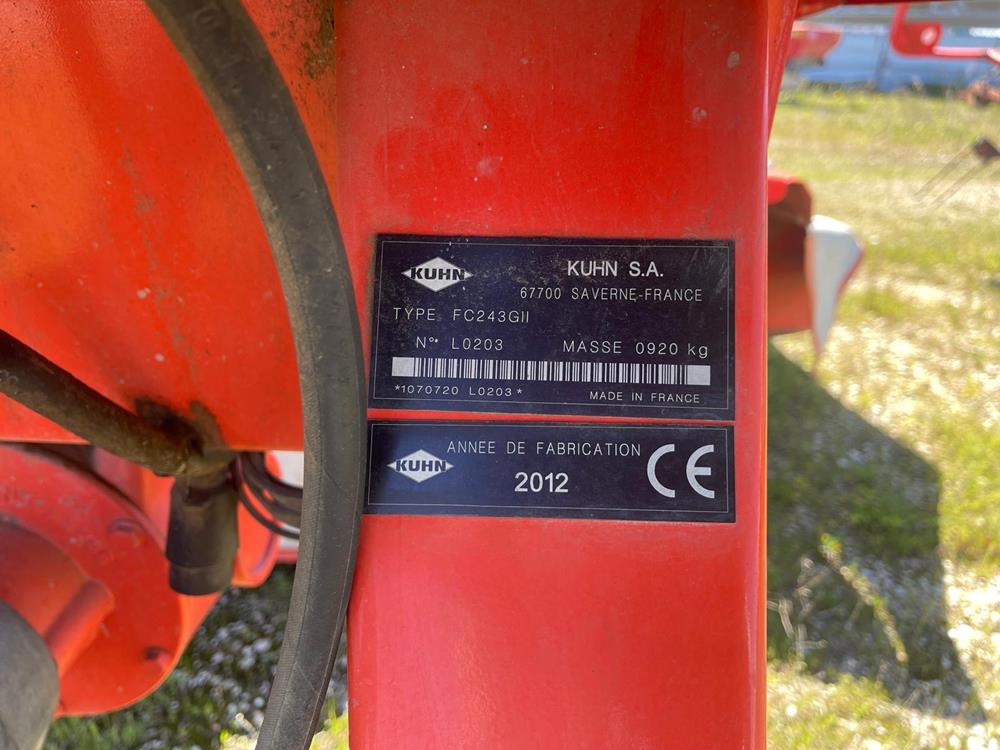 KUHN
KUHN S.A.
67700 SAVERNE-FRANCE
TYPE FC243GII
N° L0203 MASSE 0920 kg
*1070720 L0203*
MADE IN FRANCE
KUHN
ANNEE DE FABRICATION
2012
CE